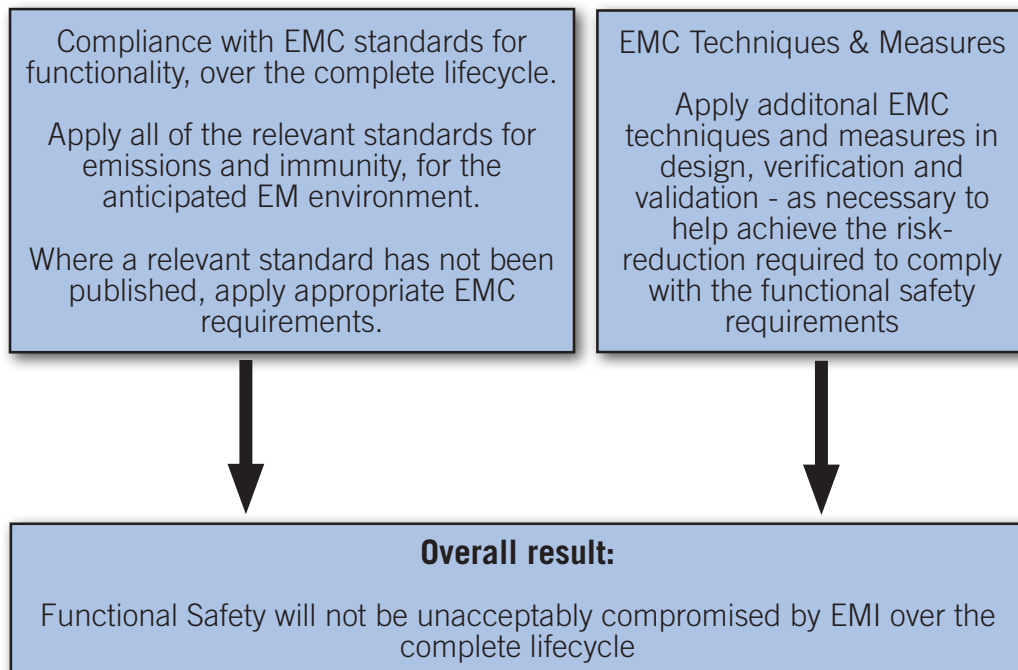 Compliance with EMC standards for
functionality, over the complete lifecycle.
Apply all of the relevant standards for
emissions and immunity, for the
anticipated EM environment.
Where a relevant standard has not been
published, apply appropriate EMC
requirements.
EMC Techniques & Measures
Apply additonal EMC
techniques and measures in
design, verification and
validation - as necessary to
help achieve the risk-
reduction required to comply
with the functional safety
requirements
Overall result:
Functional Safety will not be unacceptably compromised by EMI over the
complete lifecycle